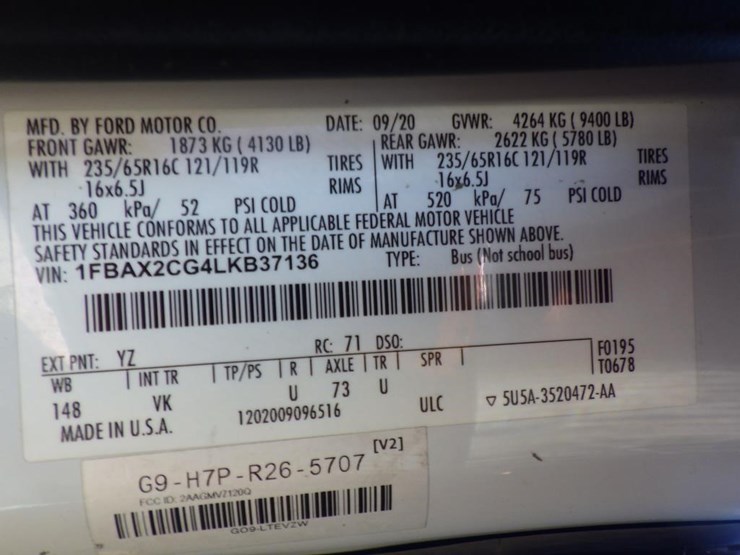 MFD. BY FORD MOTOR CO. DATE: 09/20 GVWR: 4264 KG ( 9400 LB)
FRONT GAWR: 1873 KG ( 4130 LB) REAR GAWR: 2622 KG ( 5780 LB)
WITH 235/65R16C 121/119R TIRES WITH 235/65R16C 121/119R TIRES
16x6.5J RIMS 16x6.5J RIMS
AT 360 kPa/ 52 PSI COLD AT 520 kPa/ 75 PSI COLD
THIS VEHICLE CONFORMS TO ALL APPLICABLE FEDERAL MOTOR VEHICLE
SAFETY STANDARDS IN EFFECT ON THE DATE OF MANUFACTURE SHOWN ABOVE.
VIN: 1FBAX2CG4LKB37136 TYPE: Bus (Not school bus)
EXT PNT: YZ RC: 71 DSO:
WB INT TR TP/PS R AXLE TR SPR F0195
T0678
148 VK U 73 U
MADE IN U.S.A. 1202009096516 ULC ▽ 5U5A-3520472-AA
G9-H7P-R26-5707 [V2]
FCC ID: 2AAGMVZ120Q
GO9-LTEVZW